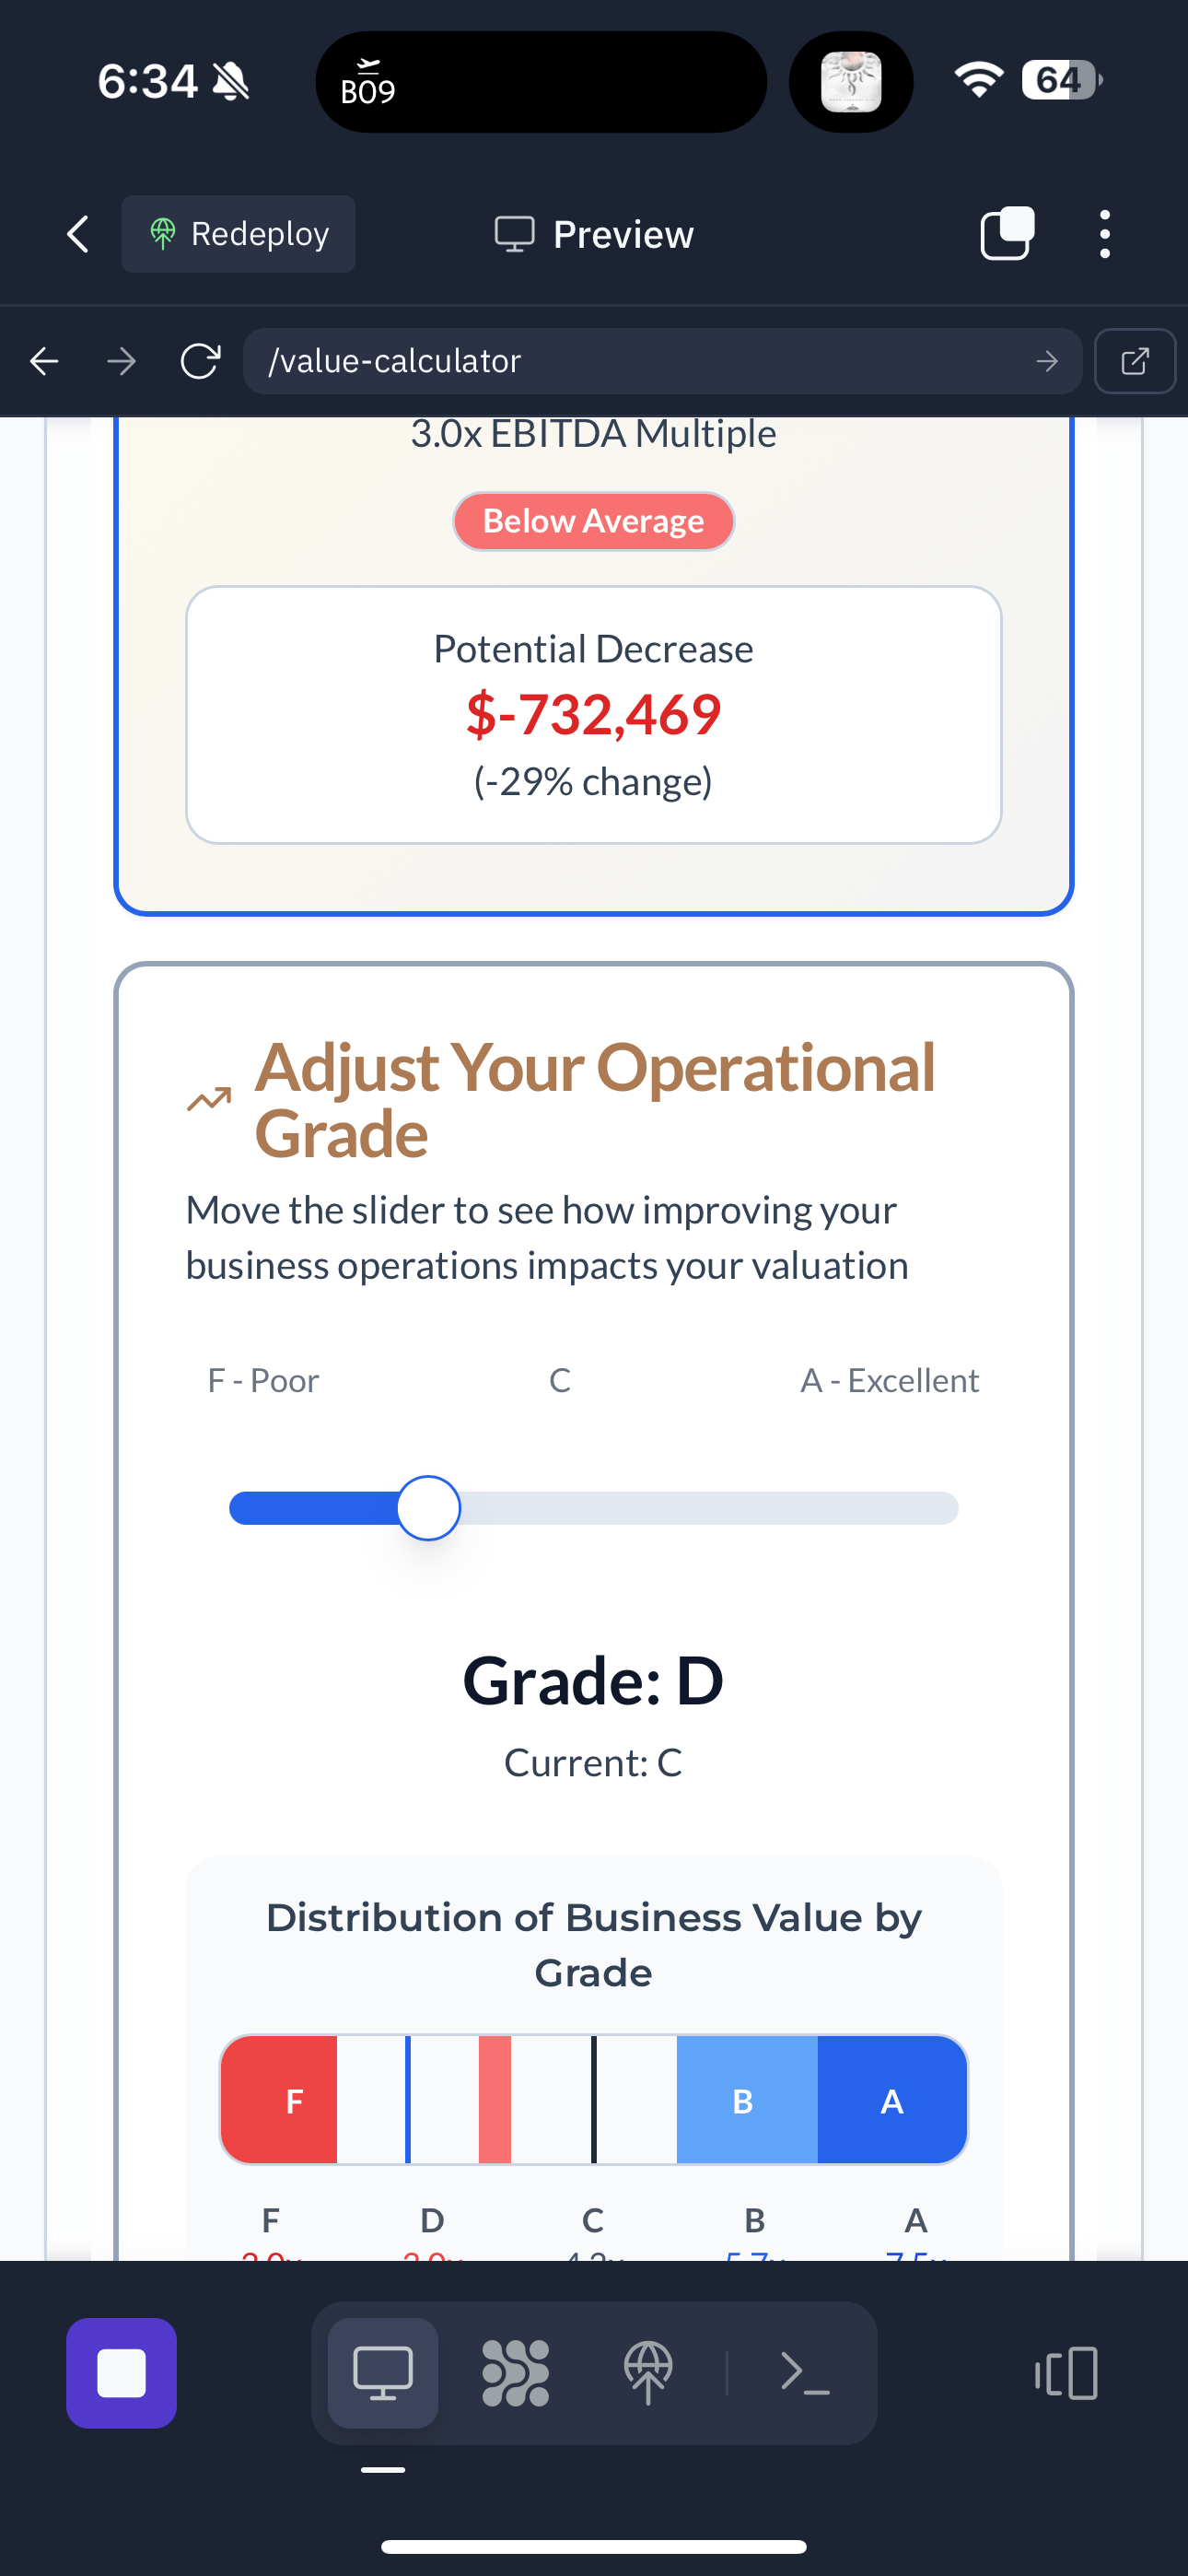 6:34
B09
64
Redeploy
Preview
/value-calculator
3.0x EBITDA Multiple
Below Average
Potential Decrease
$-732,469
(-29% change)
Adjust Your Operational
Grade
Move the slider to see how improving your
business operations impacts your valuation
F - Poor C A - Excellent
Grade: D
Current: C
Distribution of Business Value by
Grade
F B A
F D C B A